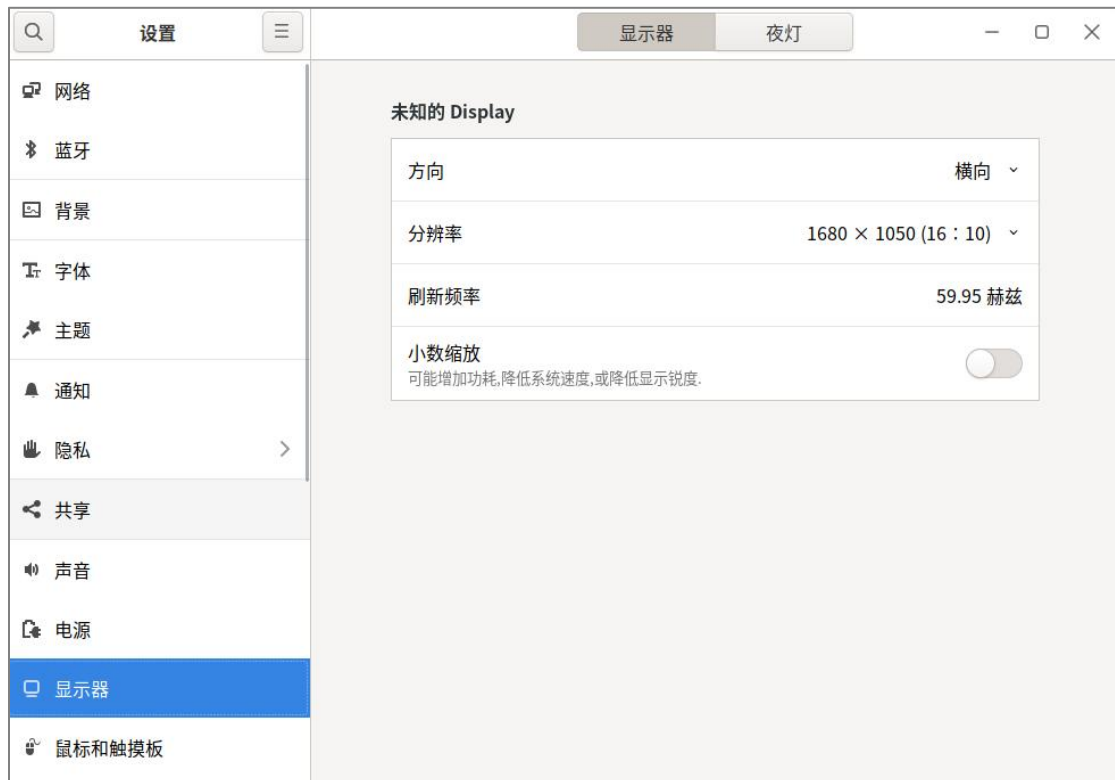 设置
显示器
夜灯
网络
蓝牙
背景
字体
主题
通知
隐私
共享
声音
电源
显示器
鼠标和触摸板
未知的 Display
方向
横向
分辨率
1680 × 1050 (16：10)
刷新频率
59.95 赫兹
小数缩放
可能增加功耗,降低系统速度,或降低显示锐度.